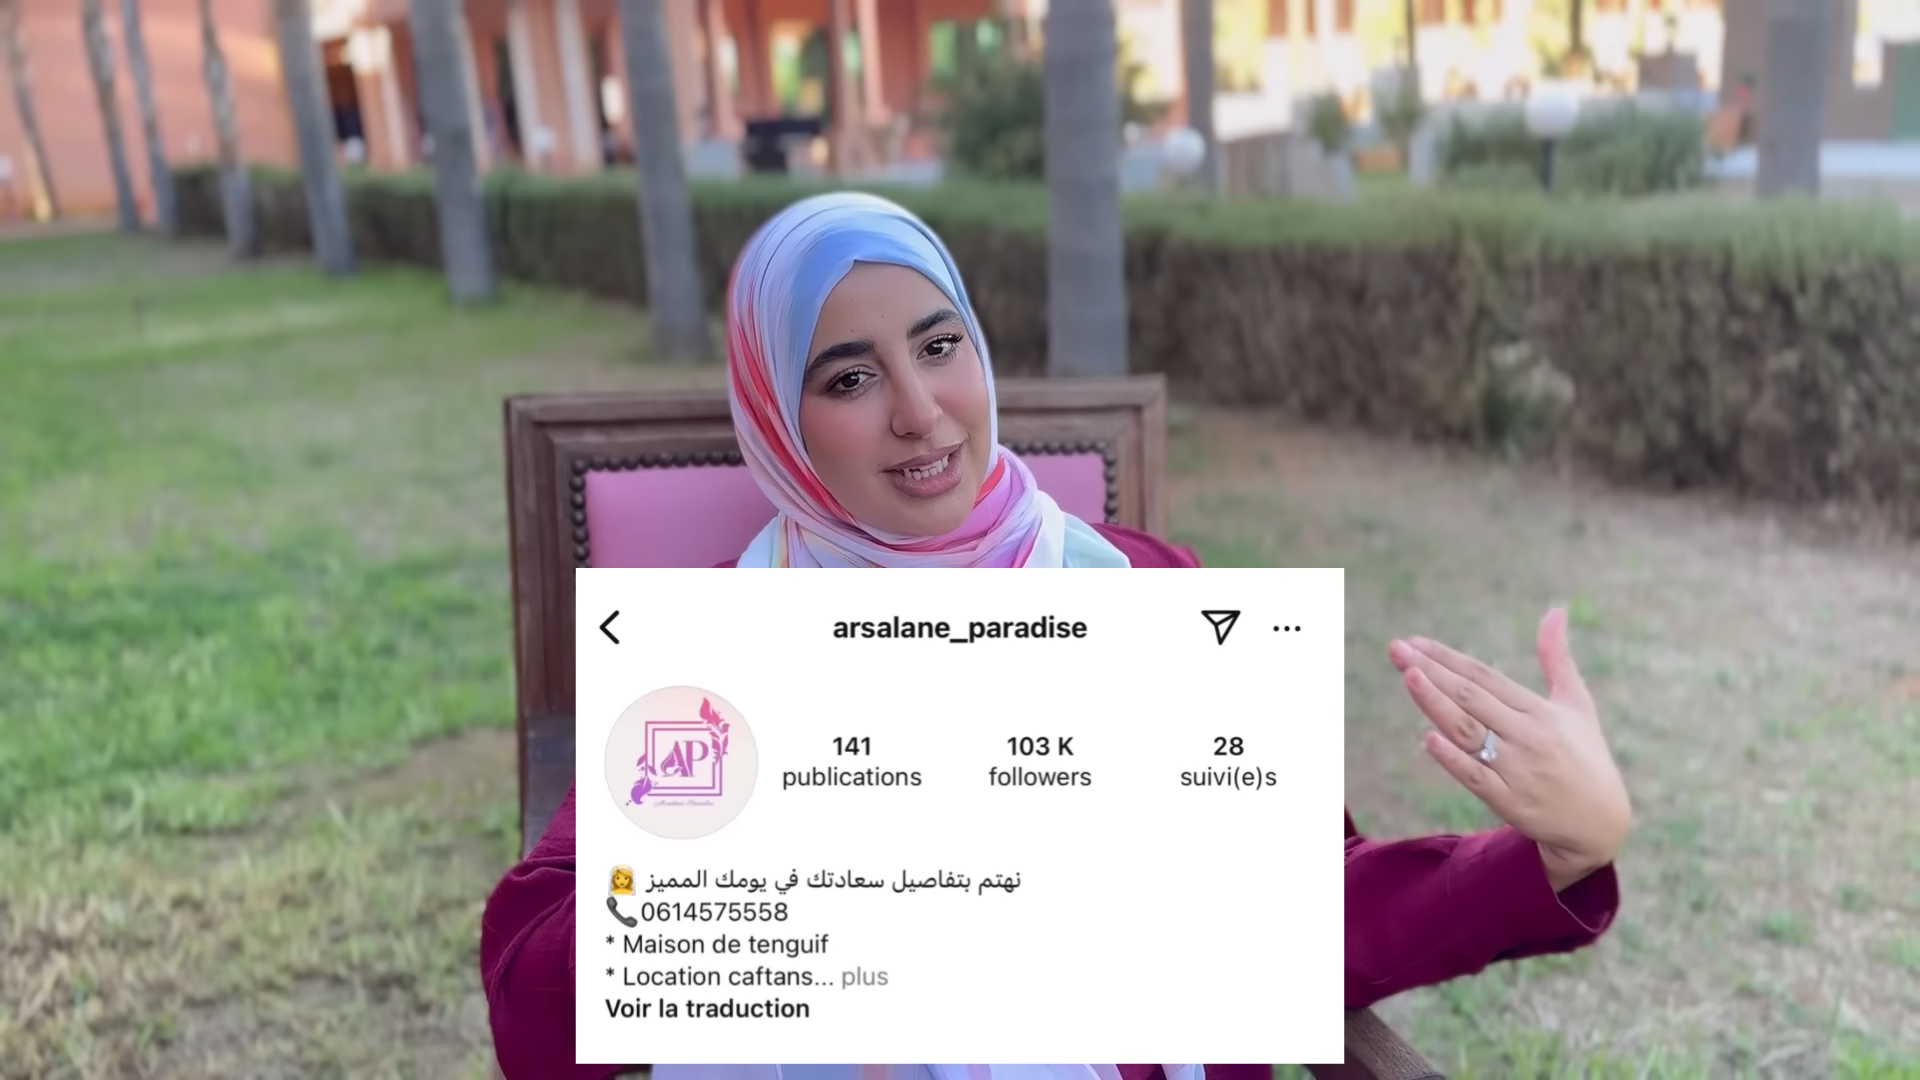 arsalane_paradise
AP
141 103 K 28
publications followers suivi(e)s
نهتم بتفاصيل سعادتك في يومك المميز
0614575558
* Maison de tenguif
* Location caftans... plus
Voir la traduction